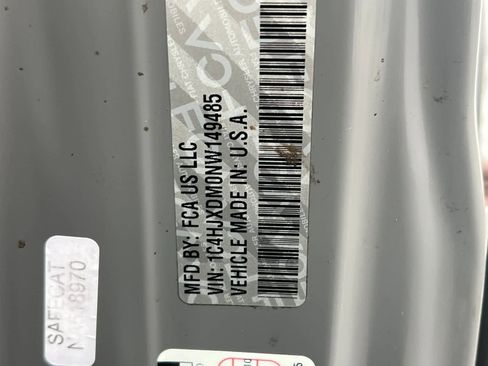 MFD BY: FCA US LLC
VIN: 1C4HJXDM0NW149485
VEHICLE MADE IN: U.S.A.
SAFECAT